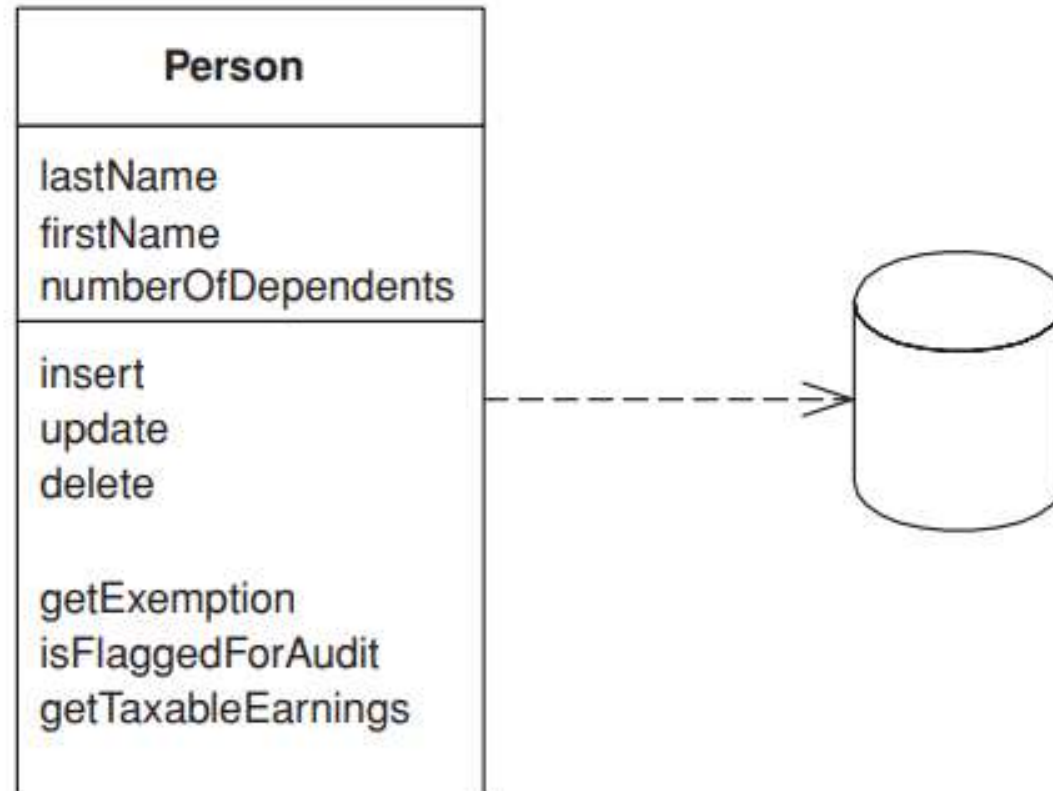 Person
lastName
firstName
numberOfDependents
insert
update
delete
getExemption
isFlaggedForAudit
getTaxableEarnings